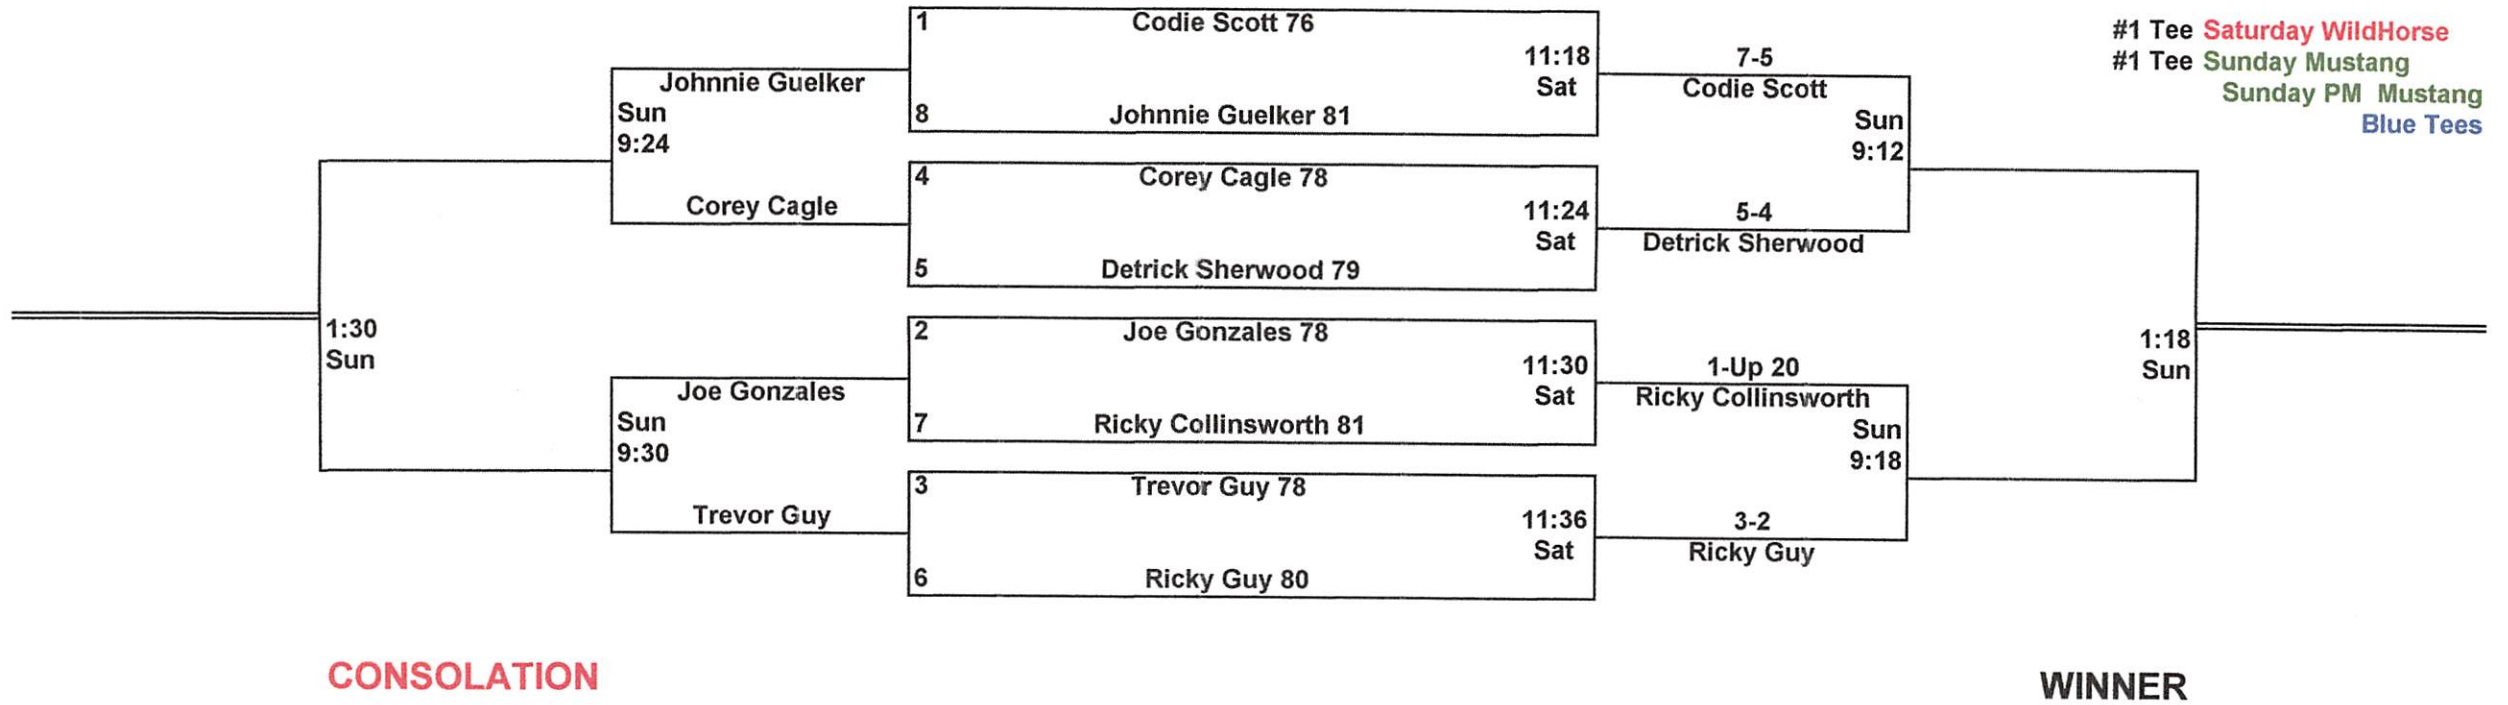 #1 Tee Saturday WildHorse
#1 Tee Sunday Mustang
Sunday PM Mustang
Blue Tees
1 Codie Scott 76
11:18
Sat
8 Johnnie Guelker 81
4 Corey Cagle 78
11:24
Sat
5 Detrick Sherwood 79
2 Joe Gonzales 78
11:30
Sat
7 Ricky Collinsworth 81
3 Trevor Guy 78
11:36
Sat
6 Ricky Guy 80
Johnnie Guelker
Sun
9:24
Corey Cagle
Joe Gonzales
Sun
9:30
Trevor Guy
1:30
Sun
7-5
Codie Scott
Sun
9:12
5-4
Detrick Sherwood
1-Up 20
Ricky Collinsworth
Sun
9:18
3-2
Ricky Guy
1:18
Sun
CONSOLATION
WINNER